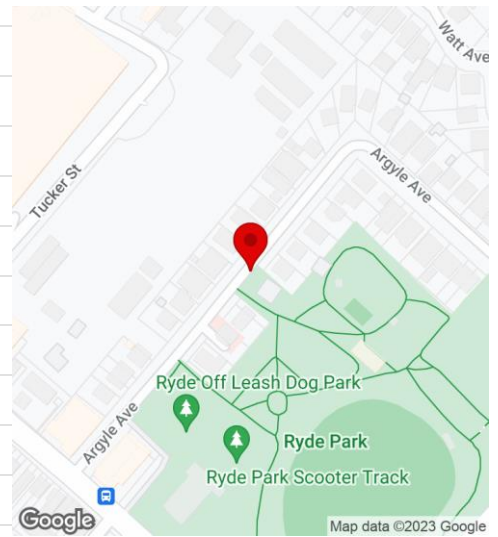 Watt Ave
Argyle Ave
Tucker St
Ryde Off Leash Dog Park
Ryde Park
Argyle Ave
Ryde Park Scooter Track
Google
Map data ©2023 Google